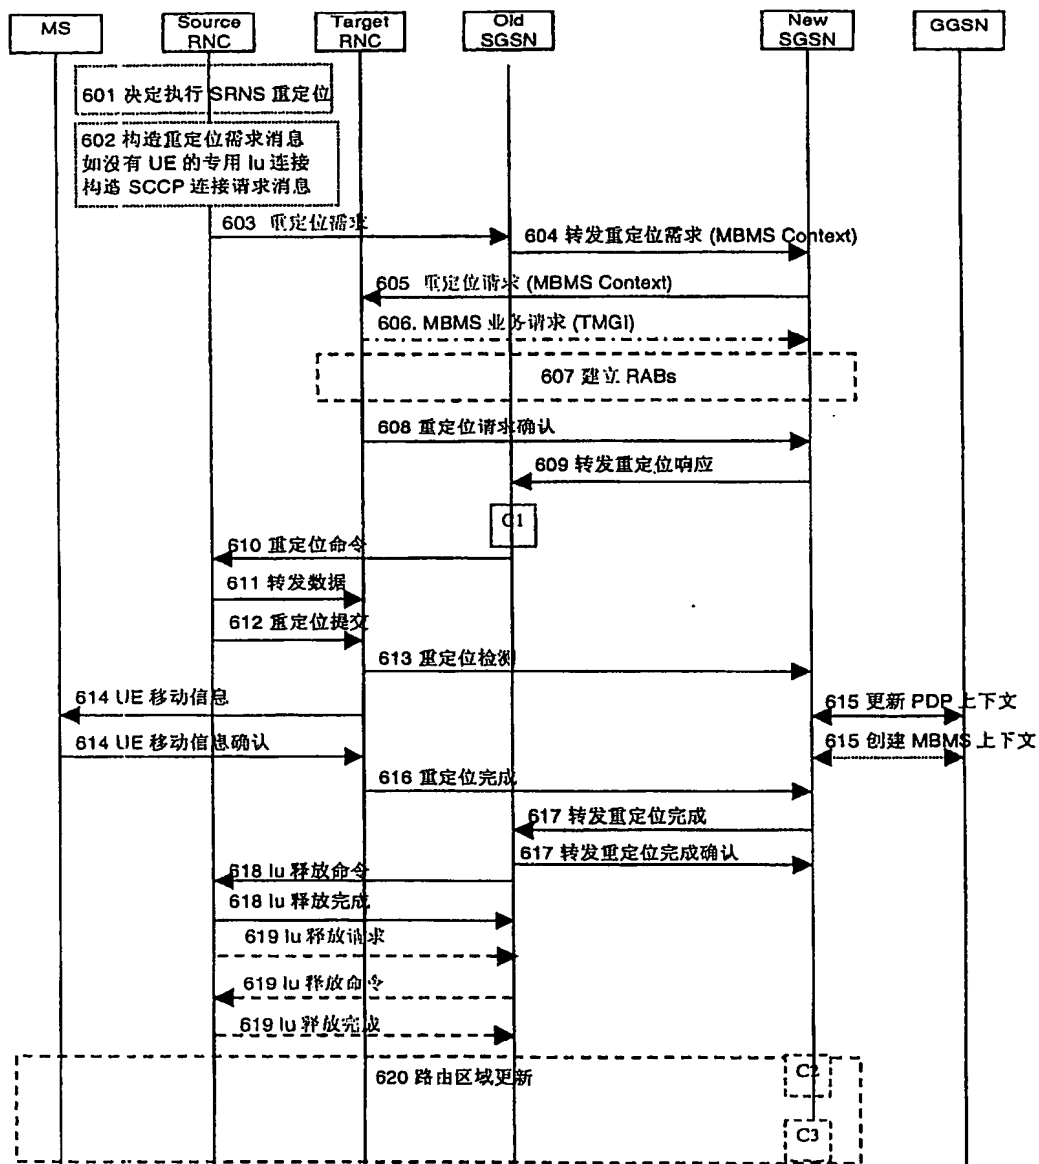 MS
Source
RNC
Target
RNC
Old
SGSN
New
SGSN
GGSN
601 决定执行 SRNS 重定位
602 构造重定位需求消息
如没有 UE 的专用 Iu 连接
构造 SCCP 连接请求消息
603 重定位需求
604 转发重定位需求 (MBMS Context)
605 重定位请求 (MBMS Context)
606. MBMS 业务请求 (TMGI)
607 建立 RABs
608 重定位请求确认
609 转发重定位响应
C1
610 重定位命令
611 转发数据
612 重定位提交
613 重定位检测
614 UE 移动信息
615 更新 PDP 上下文
614 UE 移动信息确认
615 创建 MBMS 上下文
616 重定位完成
617 转发重定位完成
617 转发重定位完成确认
618 Iu 释放命令
618 Iu 释放完成
619 Iu 释放请求
619 Iu 释放命令
619 Iu 释放完成
620 路由区域更新
C2
C3